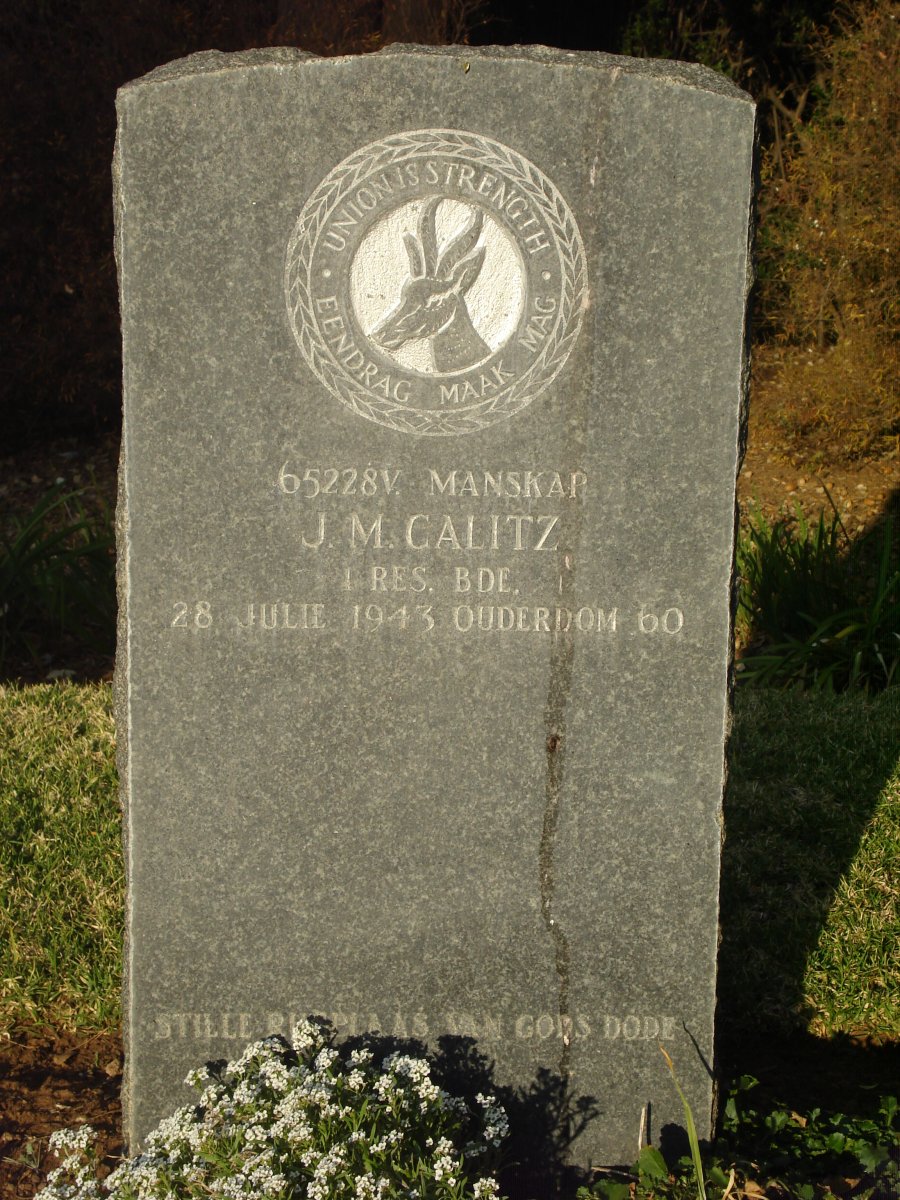 UNION IS STRENGTH
EENDRAG MAAK MAG
65228V. MANSKAP
J. M. CALITZ
1 RES. BDE.
28 JULIE 1943 OUDERDOM 60
STILLE RUSPLAAS VAN GODS DODE